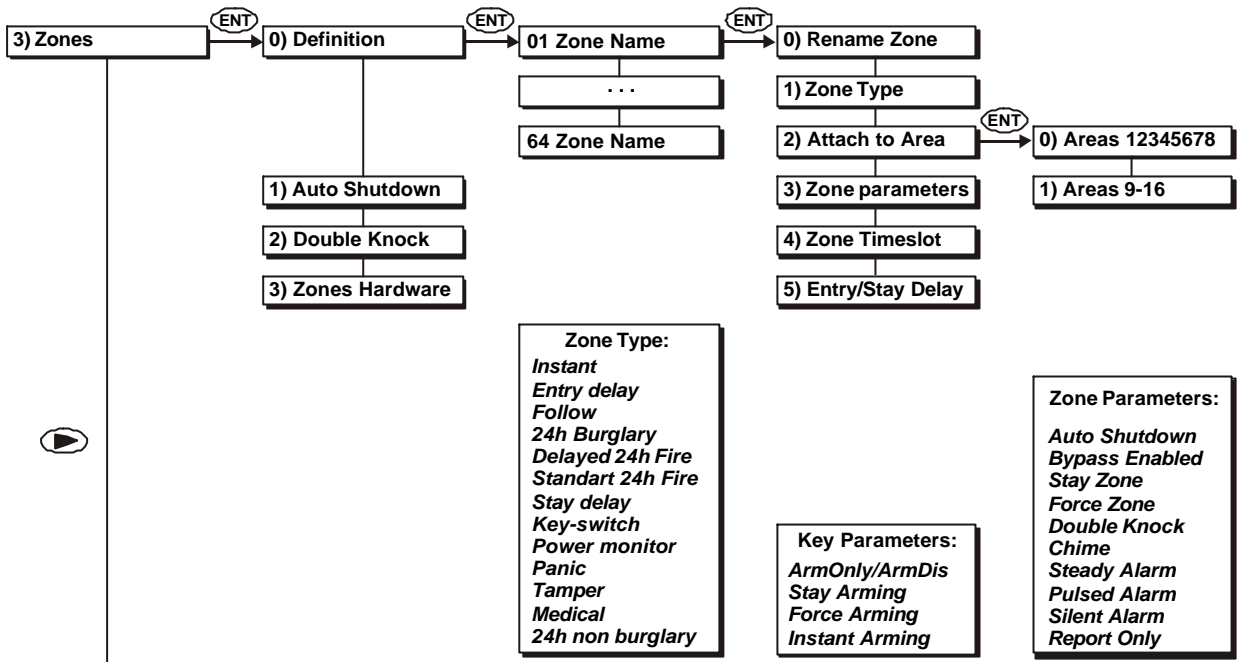 3) Zones
ENT
0) Definition
ENT
01 Zone Name
ENT
0) Rename Zone
. . .
1) Zone Type
64 Zone Name
2) Attach to Area
ENT
0) Areas 12345678
1) Auto Shutdown
3) Zone parameters
1) Areas 9-16
2) Double Knock
4) Zone Timeslot
3) Zones Hardware
5) Entry/Stay Delay
Zone Type:
Instant
Entry delay
Follow
24h Burglary
Delayed 24h Fire
Standart 24h Fire
Stay delay
Key-switch
Power monitor
Panic
Tamper
Medical
24h non burglary
Key Parameters:
ArmOnly/ArmDis
Stay Arming
Force Arming
Instant Arming
Zone Parameters:
Auto Shutdown
Bypass Enabled
Stay Zone
Force Zone
Double Knock
Chime
Steady Alarm
Pulsed Alarm
Silent Alarm
Report Only